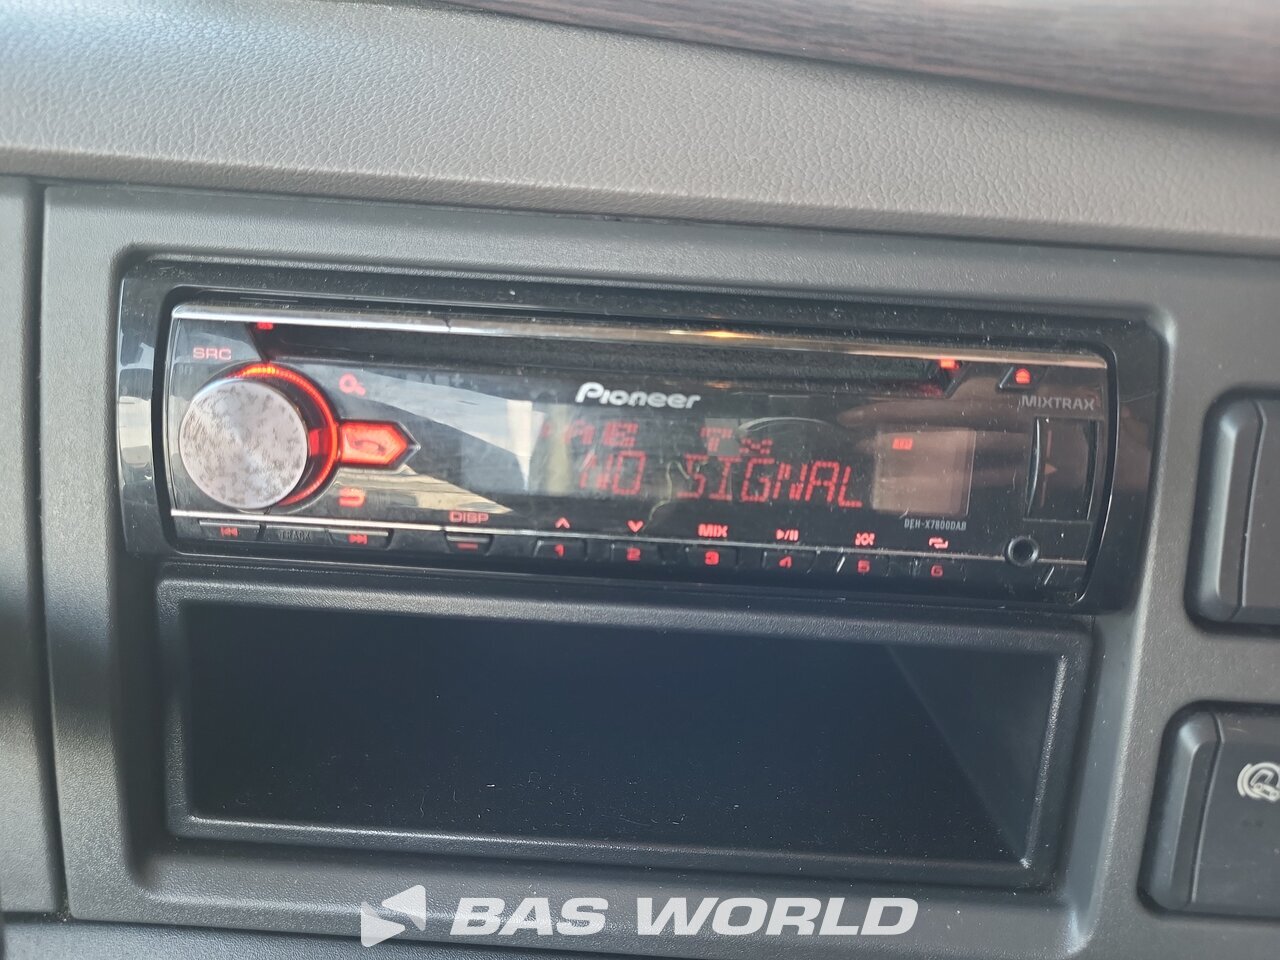 SRC
Pioneer
MIXTRAX
NO SIGNAL
DEH-X7800DAB
TRACK
DISP
MIX
1
2
3
4
5
6
BAS WORLD